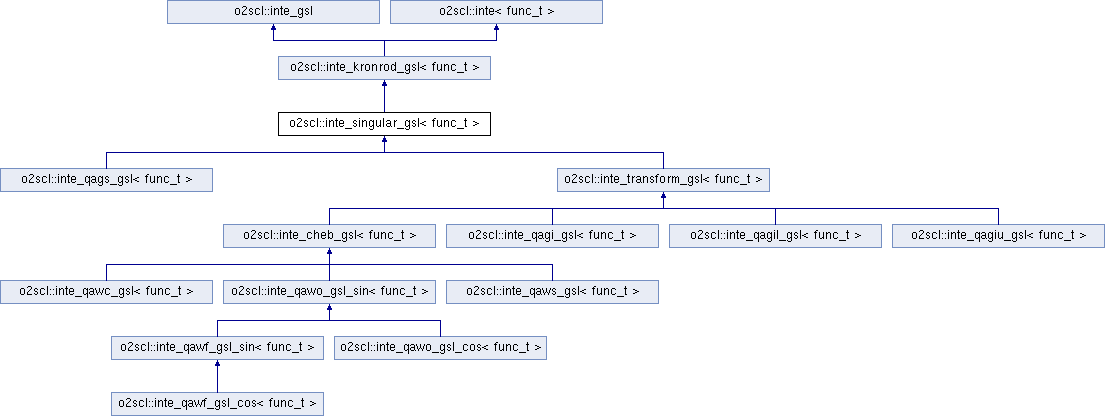 o2scl::inte_gsl
o2scl::inte< func_t >
o2scl::inte_kronrod_gsl< func_t >
o2scl::inte_singular_gsl< func_t >
o2scl::inte_qags_gsl< func_t >
o2scl::inte_transform_gsl< func_t >
o2scl::inte_cheb_gsl< func_t >
o2scl::inte_qagi_gsl< func_t >
o2scl::inte_qagil_gsl< func_t >
o2scl::inte_qagiu_gsl< func_t >
o2scl::inte_qawc_gsl< func_t >
o2scl::inte_qawo_gsl_sin< func_t >
o2scl::inte_qaws_gsl< func_t >
o2scl::inte_qawf_gsl_sin< func_t >
o2scl::inte_qawo_gsl_cos< func_t >
o2scl::inte_qawf_gsl_cos< func_t >